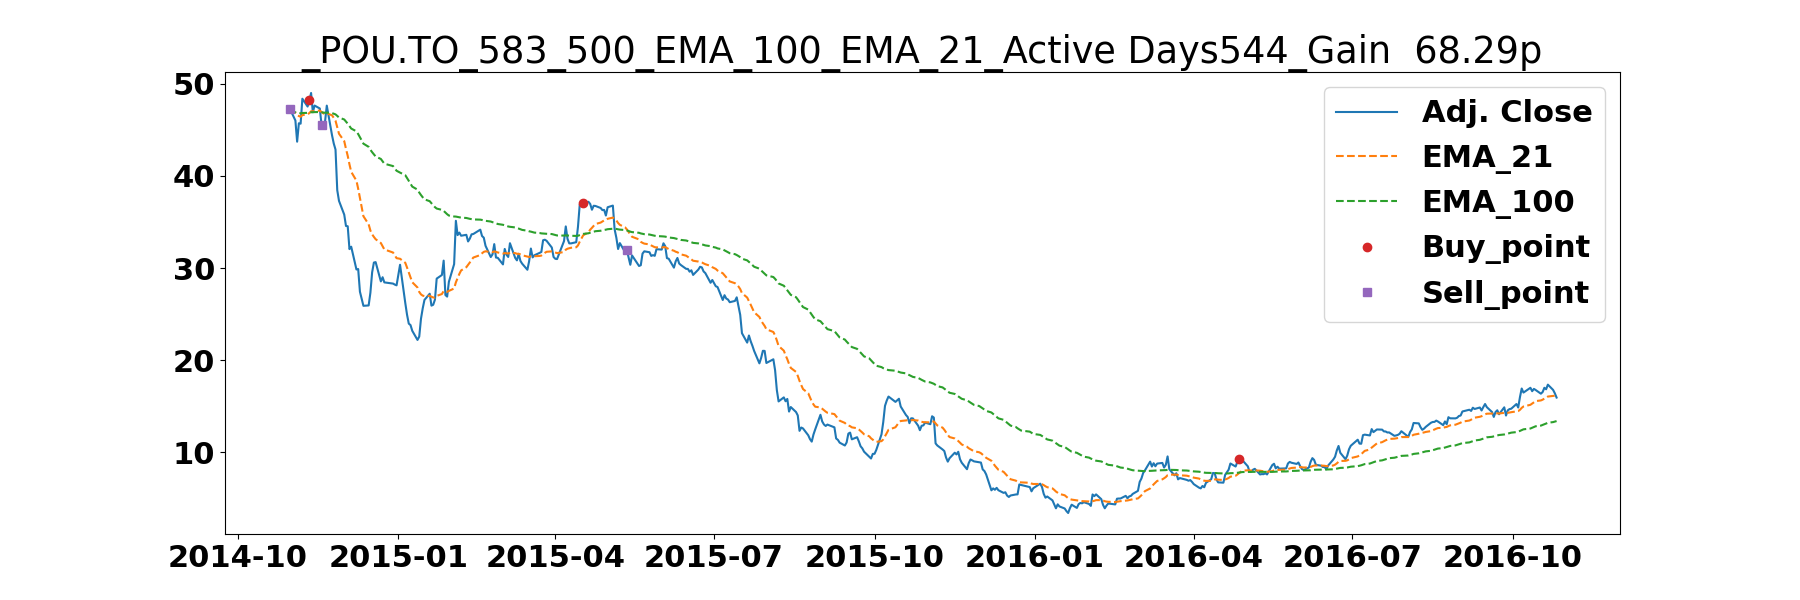 _POU.TO_583_500_EMA_100_EMA_21_Active Days544_Gain  68.29p
50
40
30
20
10
Adj. Close
EMA_21
EMA_100
Buy_point
Sell_point
2014-10 2015-01 2015-04 2015-07 2015-10 2016-01 2016-04 2016-07 2016-10